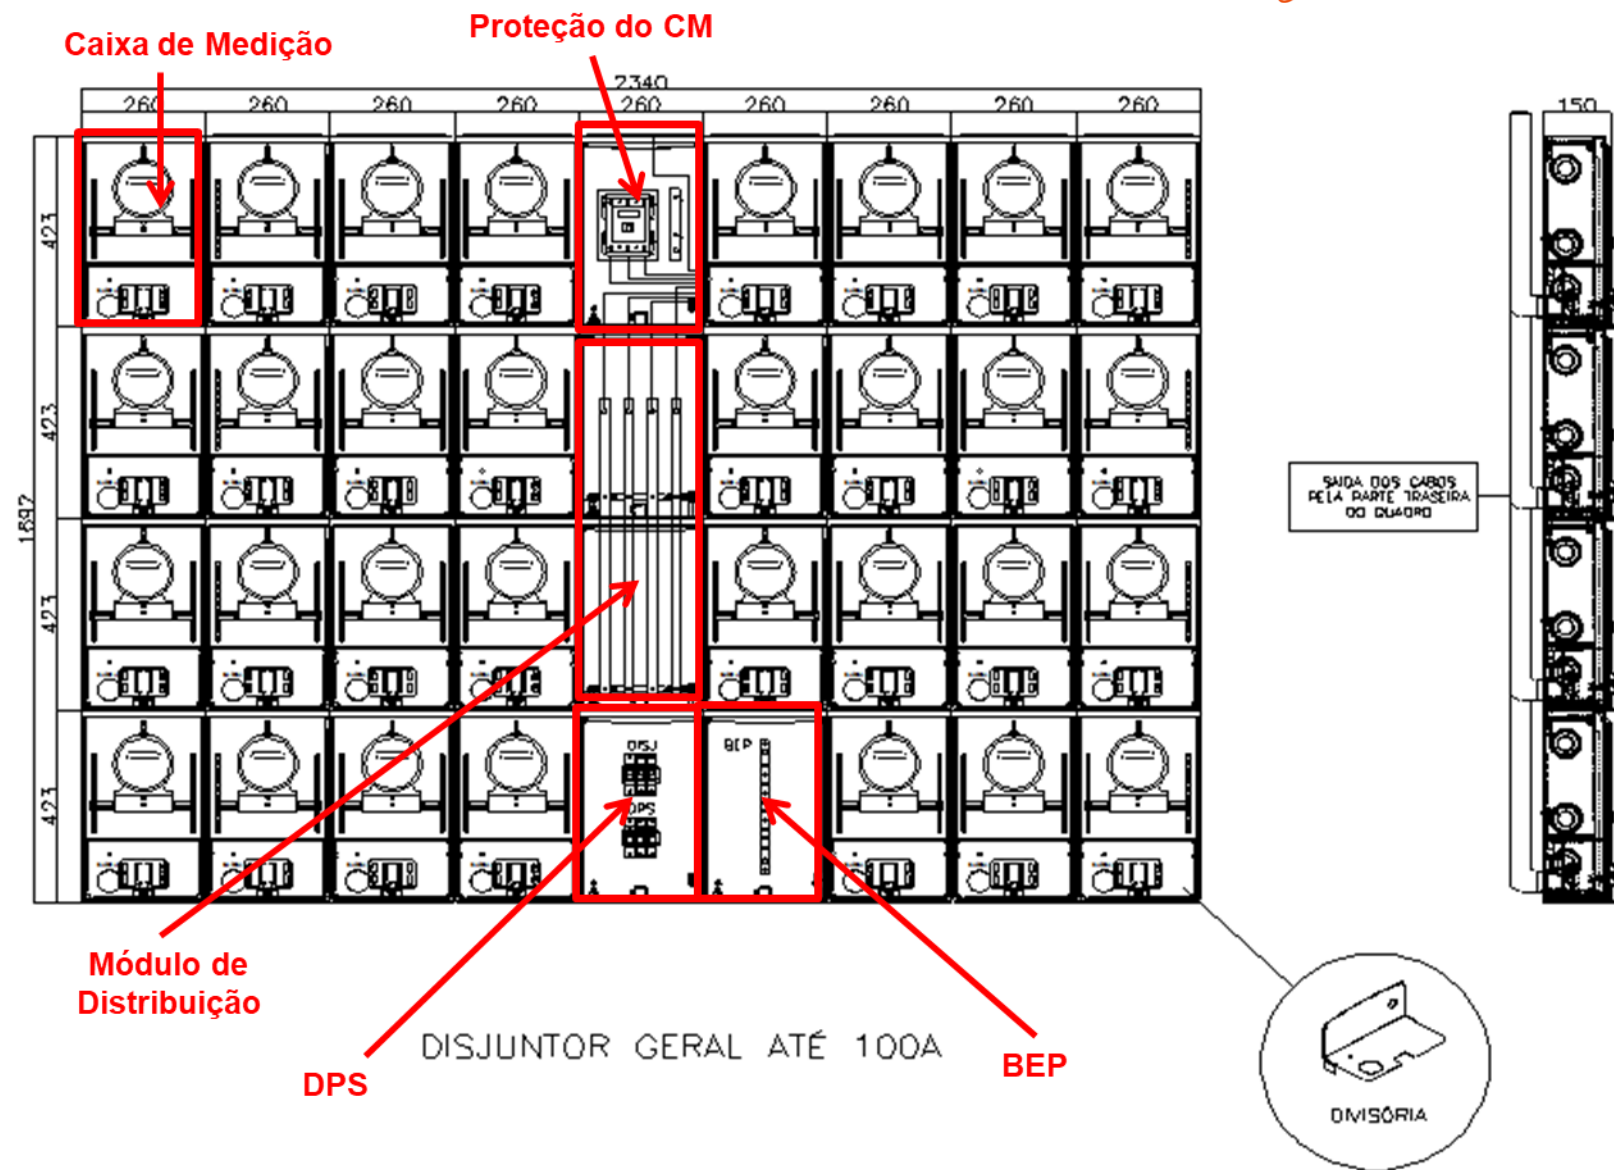 Proteção do CM
Caixa de Medição
2340
260 260 260 260 260 260 260 260 260
150
423
423
1692
423
423
SAIDA DOS CABOS
PELA PARTE TRASEIRA
DO QUADRO
DISJ
DPS
BEP
Módulo de
Distribuição
DISJUNTOR GERAL ATÉ 100A
DPS
BEP
DIVISÓRIA